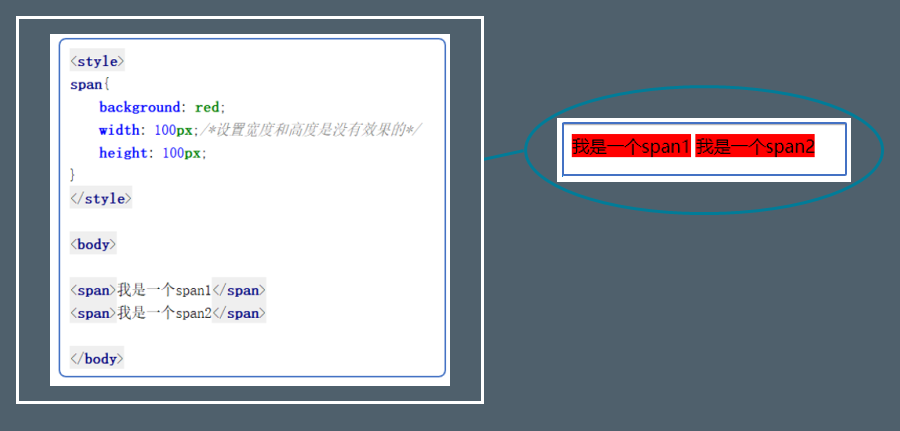 <style>
span{
background: red;
width: 100px;/*设置宽度和高度是没有效果的*/
height: 100px;
}
</style>
<body>
<span>我是一个span1</span>
<span>我是一个span2</span>
</body>
我是一个span1 我是一个span2